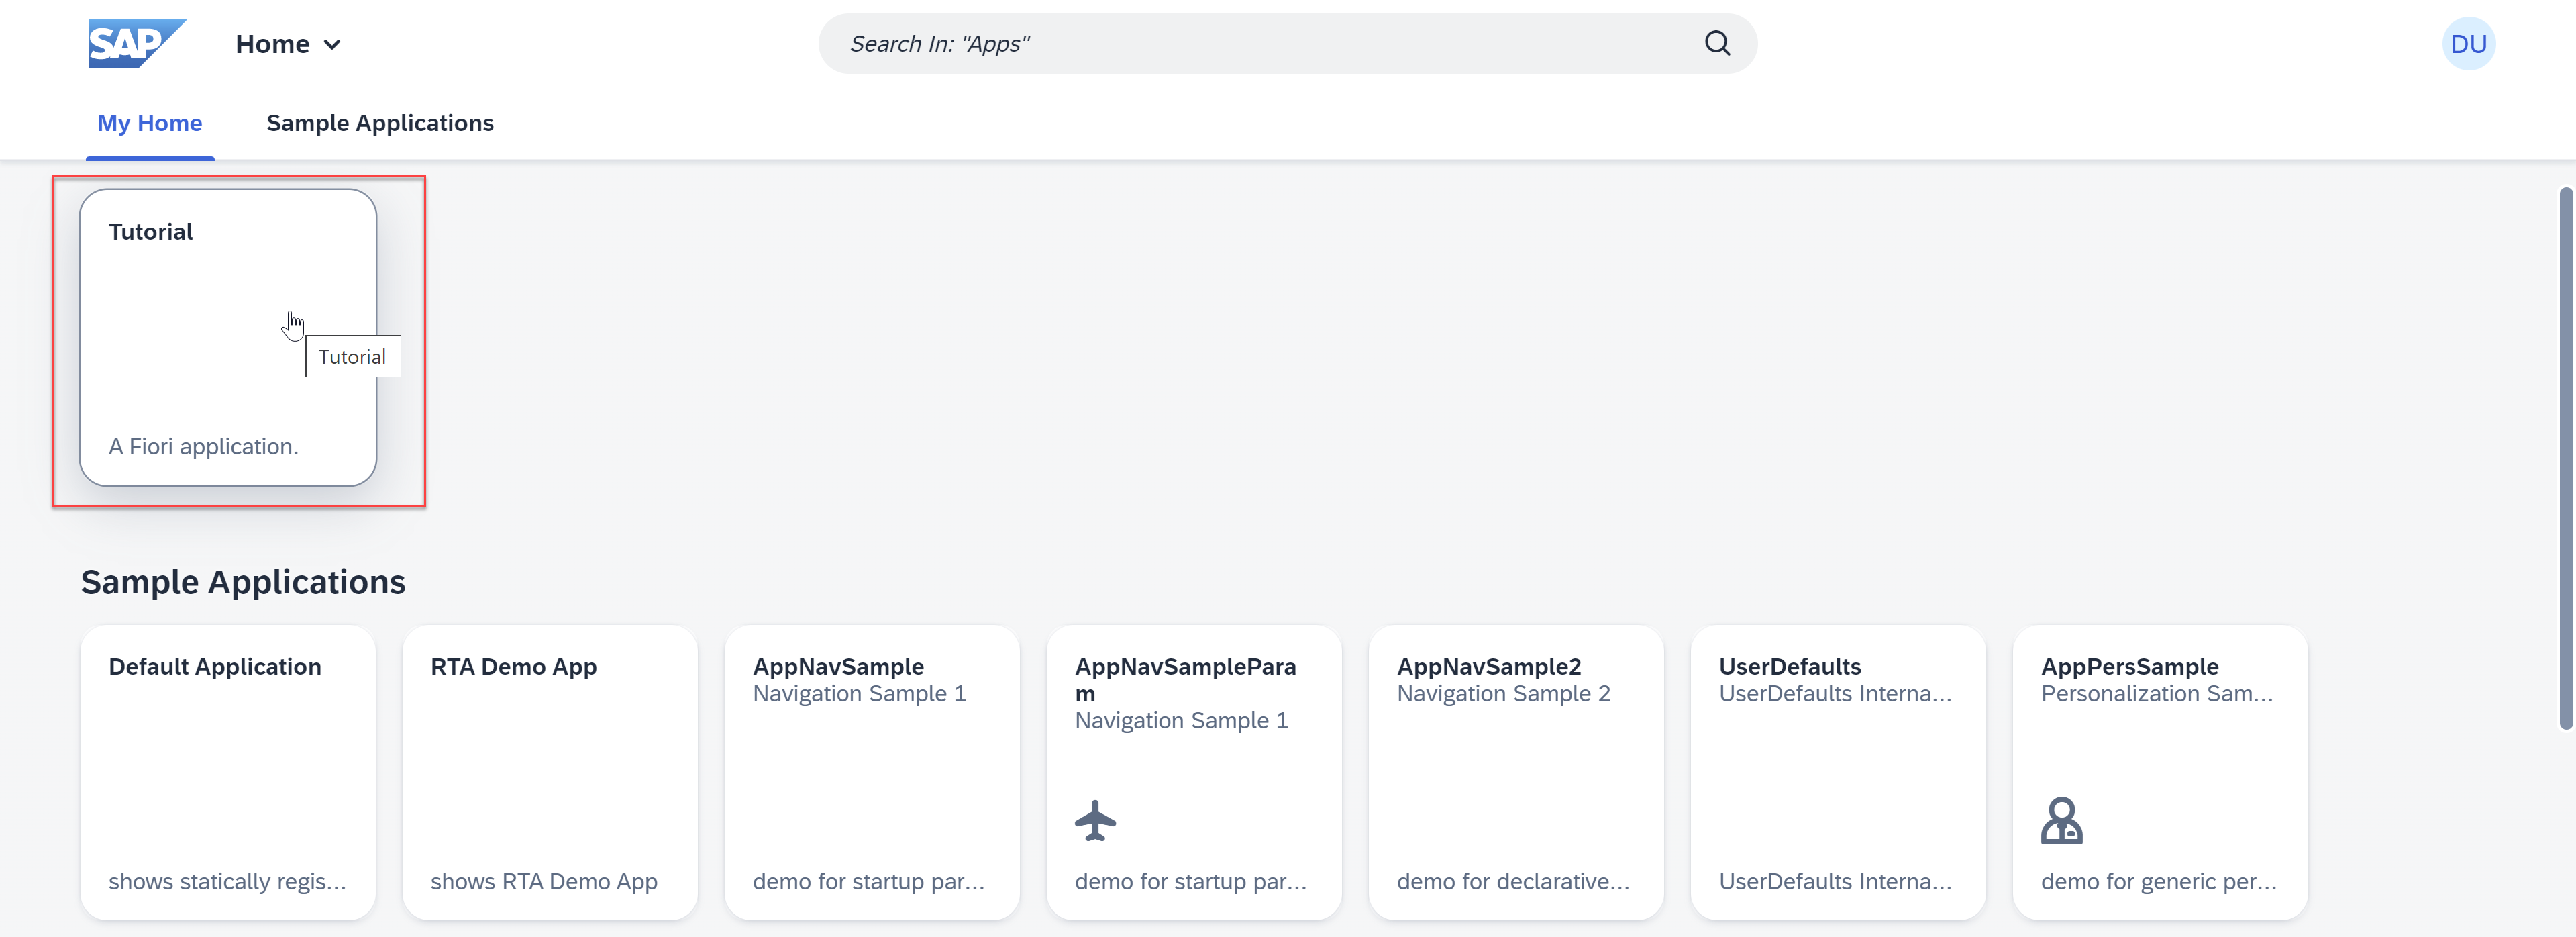 SAP
Home
Search In: "Apps"
DU
My Home
Sample Applications
Tutorial
Tutorial
A Fiori application.
Sample Applications
Default Application
shows statically regis...
RTA Demo App
shows RTA Demo App
AppNavSample
Navigation Sample 1
demo for startup par...
AppNavSamplePara
m
Navigation Sample 1
demo for startup par...
AppNavSample2
Navigation Sample 2
demo for declarative...
UserDefaults
UserDefaults Interna...
UserDefaults Interna...
AppPersSample
Personalization Sam...
demo for generic per...